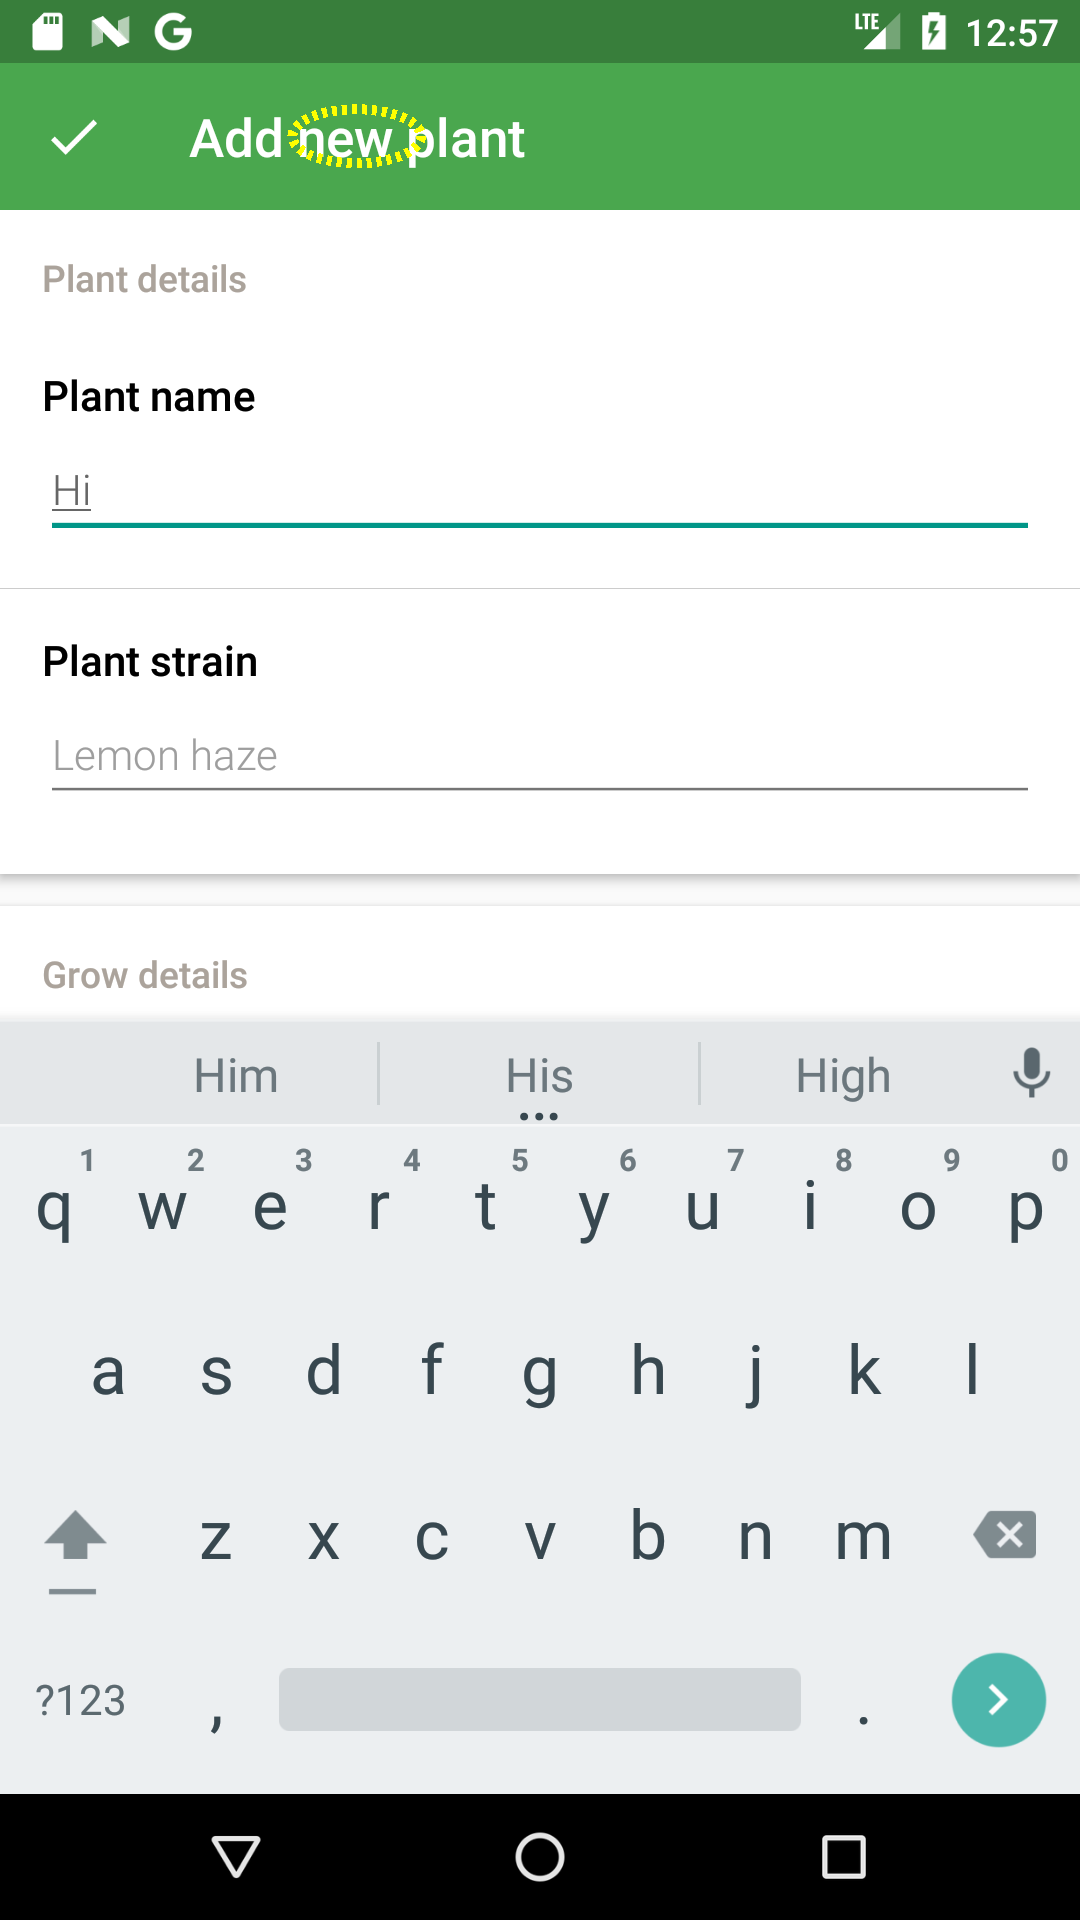 LTE 12:57
Add new plant
Plant details
Plant name
Hi
Plant strain
Lemon haze
Grow details
Him His High
1 2 3 4 5 6 7 8 9 0
q w e r t y u i o p
a s d f g h j k l
z x c v b n m
?123 , .